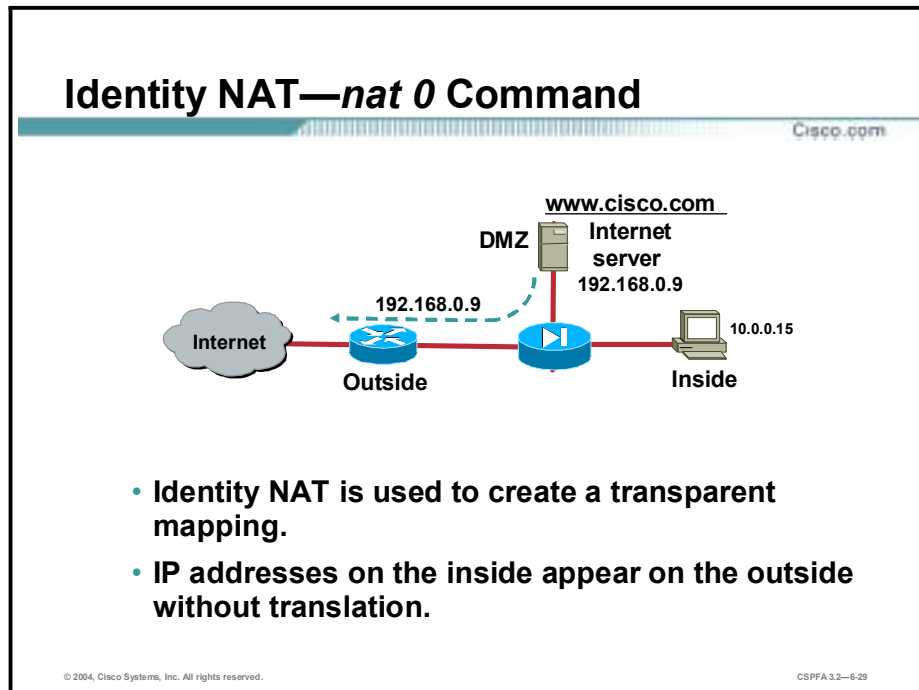 Identity NAT—nat 0 Command
Cisco.com
www.cisco.com
DMZ
Internet
server
192.168.0.9
192.168.0.9
10.0.0.15
Internet
Outside
Inside
• Identity NAT is used to create a transparent
mapping.
• IP addresses on the inside appear on the outside
without translation.
© 2004, Cisco Systems, Inc. All rights reserved.
CSPFA 3.2—6-29